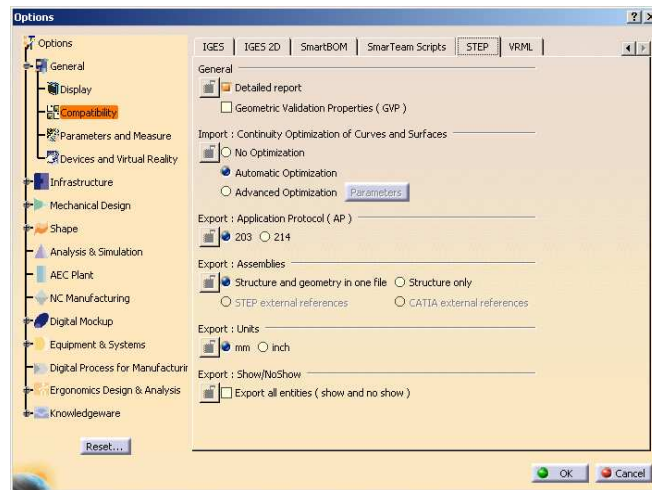 Options
Options
General
Display
Compatibility
Parameters and Measure
Devices and Virtual Reality
Infrastructure
Mechanical Design
Shape
Analysis & Simulation
AEC Plant
NC Manufacturing
Digital Mockup
Equipment & Systems
Digital Process for Manufacturin
Ergonomics Design & Analysis
Knowledgeware
Reset...
IGES IGES 2D SmartBOM SmarTeam Scripts STEP VRML
General
Detailed report
Geometric Validation Properties ( GVP )
Import : Continuity Optimization of Curves and Surfaces
No Optimization
Automatic Optimization
Advanced Optimization Parameters
Export : Application Protocol ( AP )
203 214
Export : Assemblies
Structure and geometry in one file Structure only
STEP external references CATIA external references
Export : Units
mm inch
Export : Show/NoShow
Export all entities ( show and no show )
OK Cancel